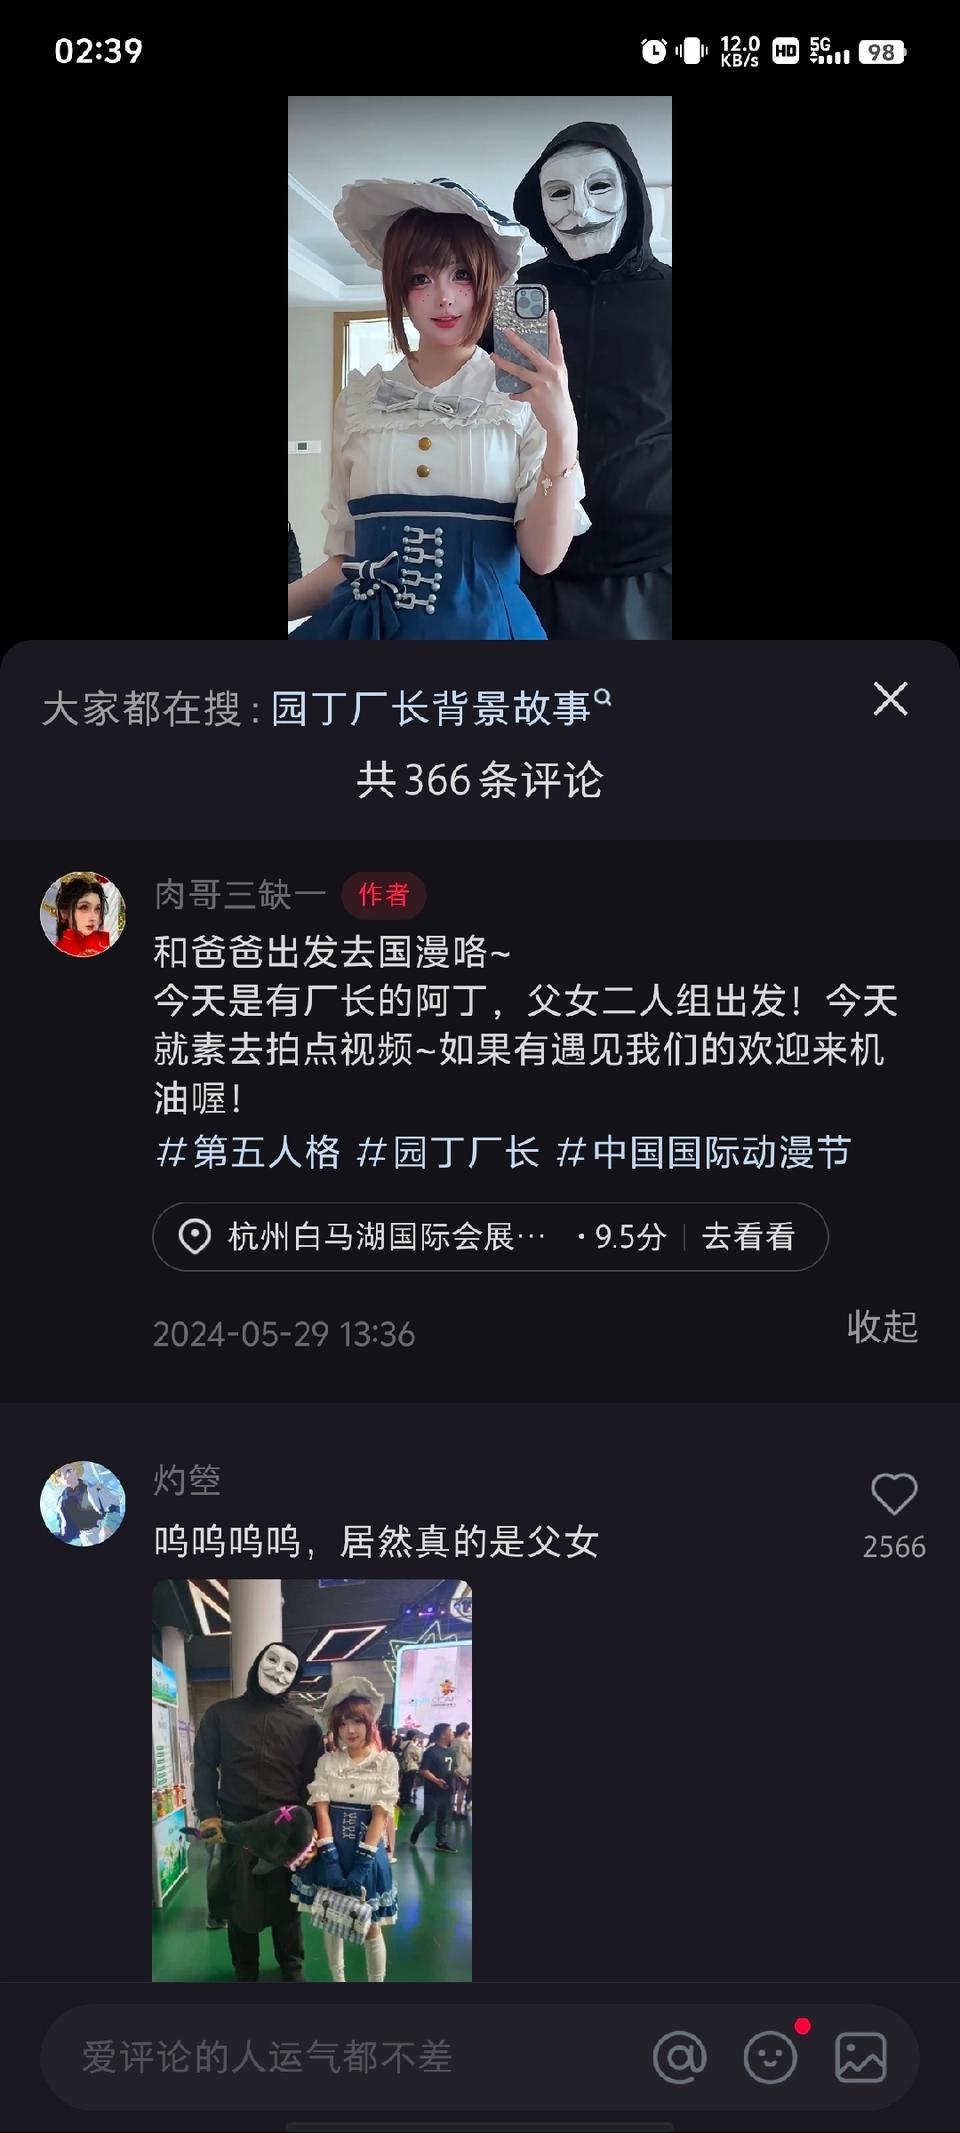 02:39
12.0
KB/s
HD
5G
98
大家都在搜:园丁厂长背景故事
共366条评论
肉哥三缺一 作者
和爸爸出发去国漫咯~
今天是有厂长的阿丁，父女二人组出发！今天
就素去拍点视频~如果有遇见我们的欢迎来机
油喔！
#第五人格 #园丁厂长 #中国国际动漫节
杭州白马湖国际会展… ·9.5分 去看看
2024-05-29 13:36
收起
灼箜
呜呜呜呜，居然真的是父女
2566
7
爱评论的人运气都不差